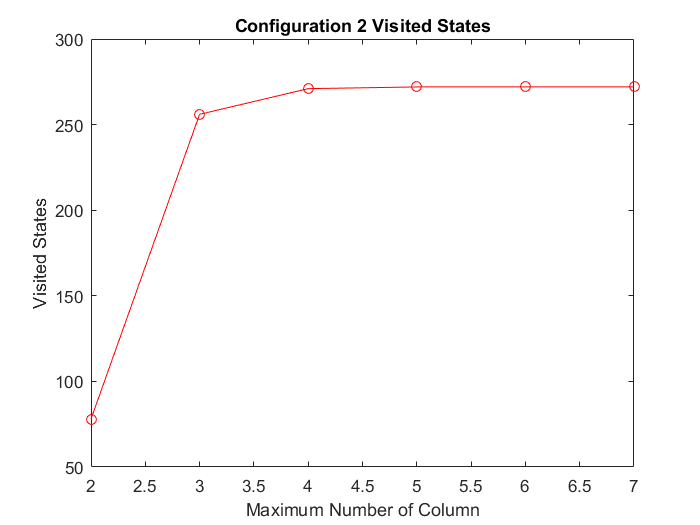 Configuration 2 Visited States
300
250
200
150
100
50
Visited States
2 2.5 3 3.5 4 4.5 5 5.5 6 6.5 7
Maximum Number of Column